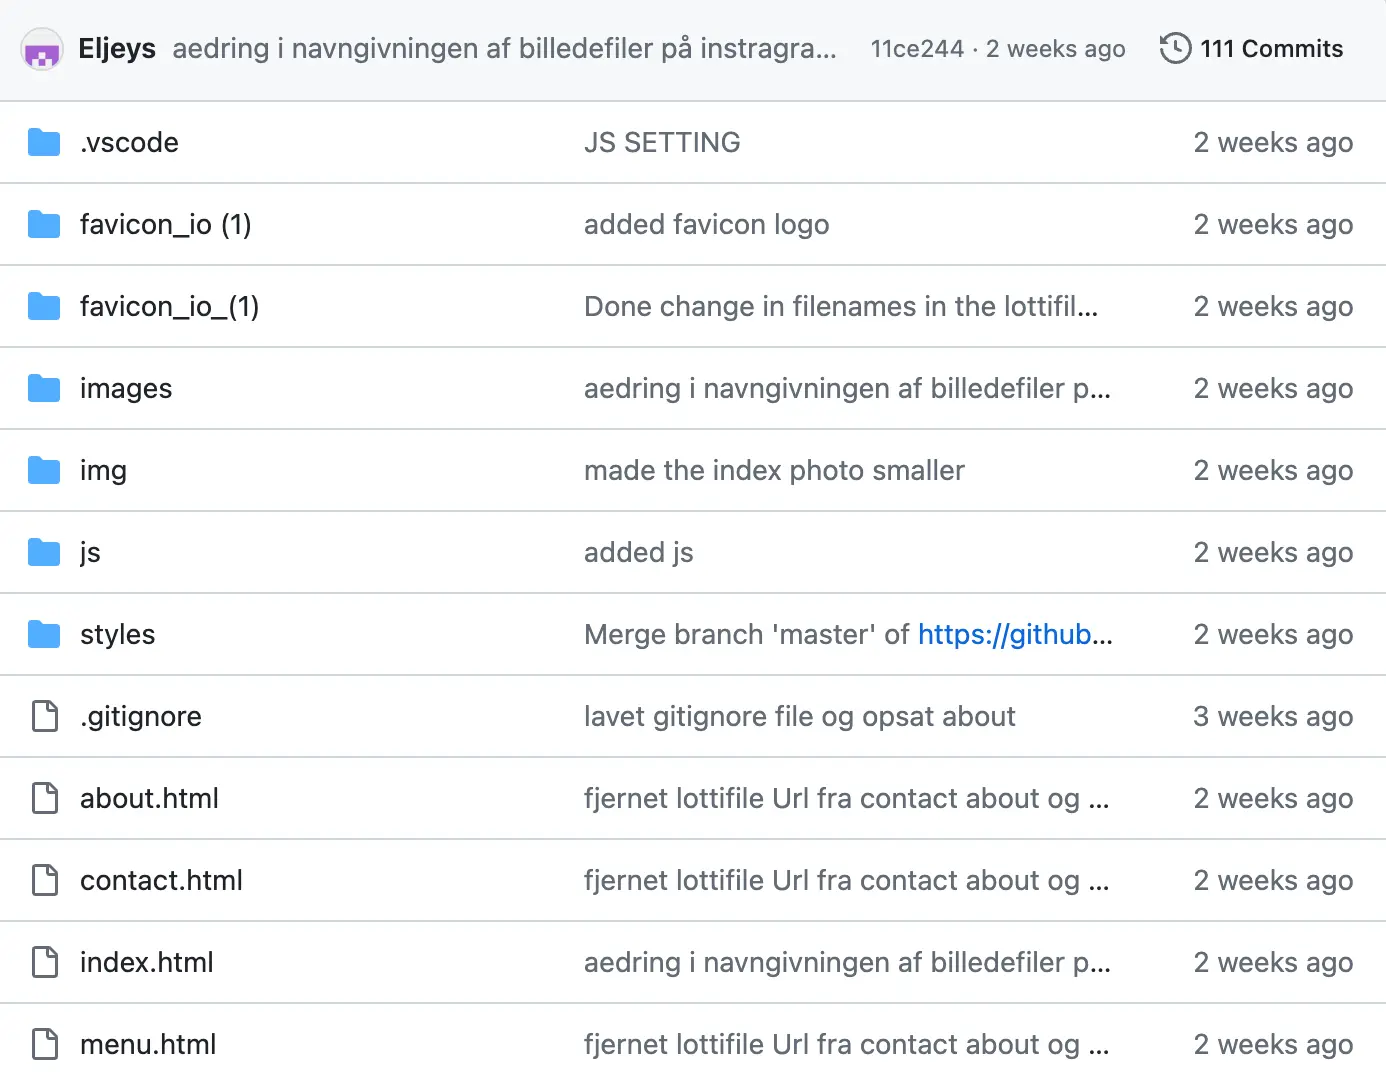 Eljeys aedring i navngivningen af billedefiler på instragra... 11ce244 · 2 weeks ago 111 Commits
.vscode JS SETTING 2 weeks ago
favicon_io (1) added favicon logo 2 weeks ago
favicon_io_(1) Done change in filenames in the lottifil... 2 weeks ago
images aedring i navngivningen af billedefiler p... 2 weeks ago
img made the index photo smaller 2 weeks ago
js added js 2 weeks ago
styles Merge branch 'master' of https://github... 2 weeks ago
.gitignore lavet gitignore file og opsat about 3 weeks ago
about.html fjernet lottifile Url fra contact about og ... 2 weeks ago
contact.html fjernet lottifile Url fra contact about og ... 2 weeks ago
index.html aedring i navngivningen af billedefiler p... 2 weeks ago
menu.html fjernet lottifile Url fra contact about og ... 2 weeks ago